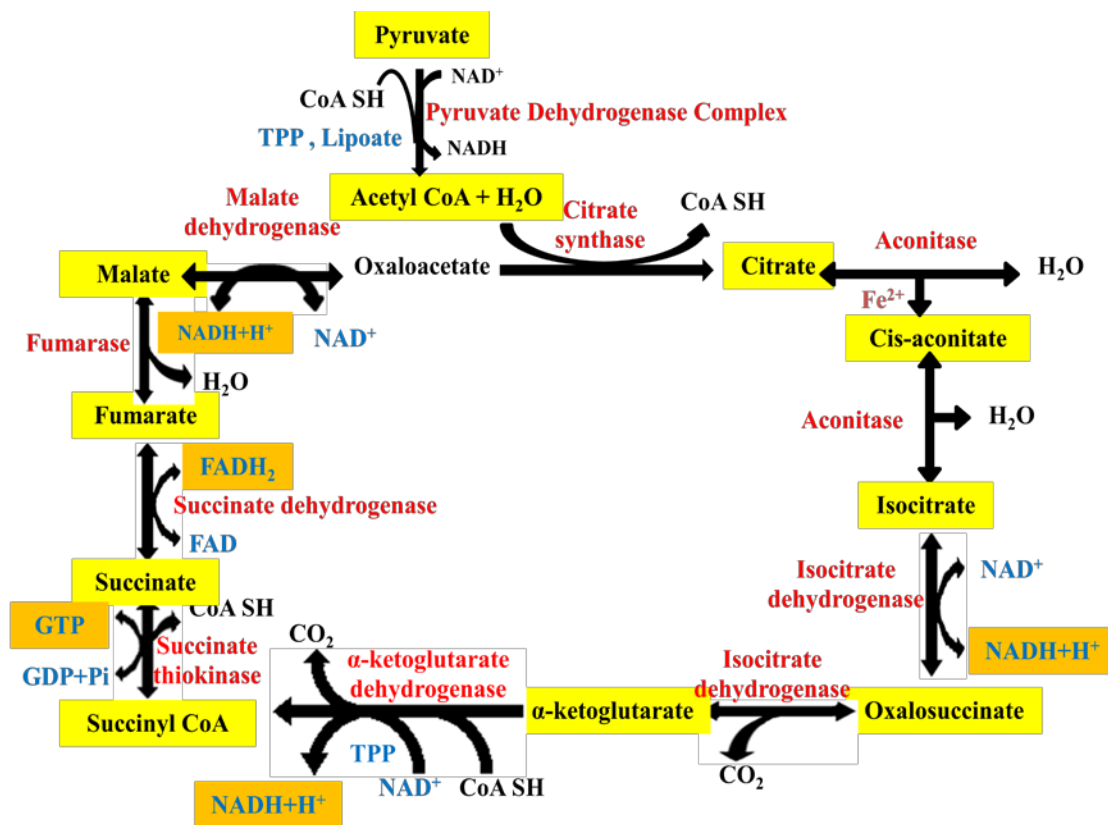 Pyruvate
NAD⁺
CoA SH
Pyruvate Dehydrogenase Complex
TPP , Lipoate
NADH
Acetyl CoA + H₂O
Malate
dehydrogenase
Citrate
synthase
CoA SH
Aconitase
Malate
Oxaloacetate
Citrate
H₂O
Fe²⁺
NADH+H⁺
NAD⁺
Cis-aconitate
Fumarase
H₂O
Fumarate
Aconitase
H₂O
FADH₂
Succinate dehydrogenase
FAD
Isocitrate
Succinate
Isocitrate
dehydrogenase
NAD⁺
GTP
CoA SH
GDP+Pi
Succinate
thiokinase
CO₂
α-ketoglutarate
dehydrogenase
Isocitrate
dehydrogenase
NADH+H⁺
Succinyl CoA
α-ketoglutarate
Oxalosuccinate
TPP
NAD⁺
CoA SH
CO₂
NADH+H⁺